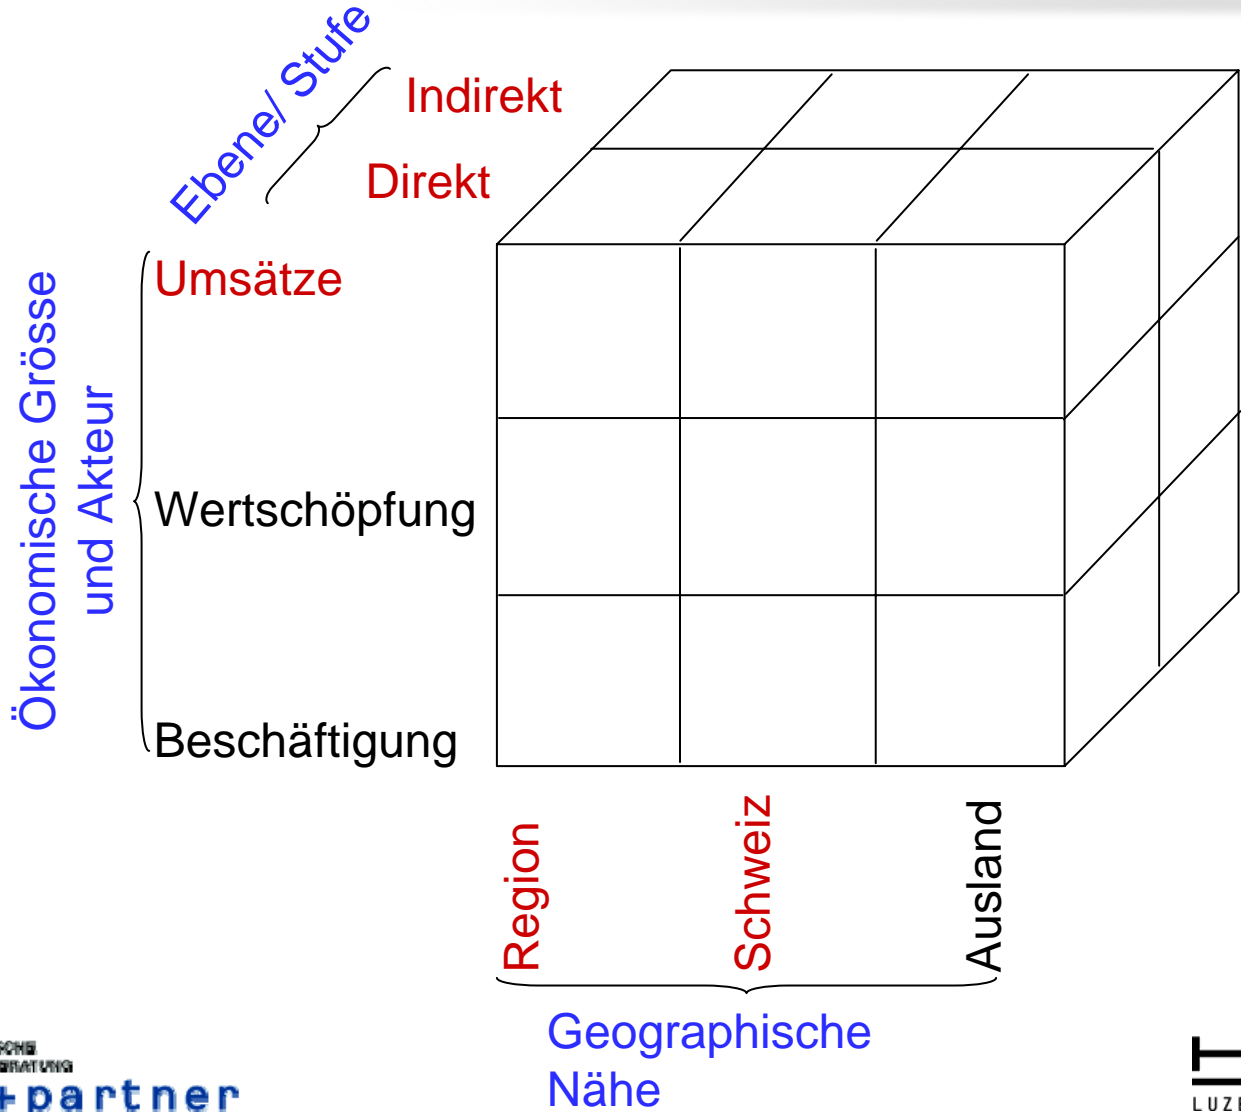 Ebene/ Stufe
Indirekt
Direkt
Ökonomische Grösse
und Akteur
Umsätze
Wertschöpfung
Beschäftigung
Region
Schweiz
Ausland
Geographische
Nähe
+partner